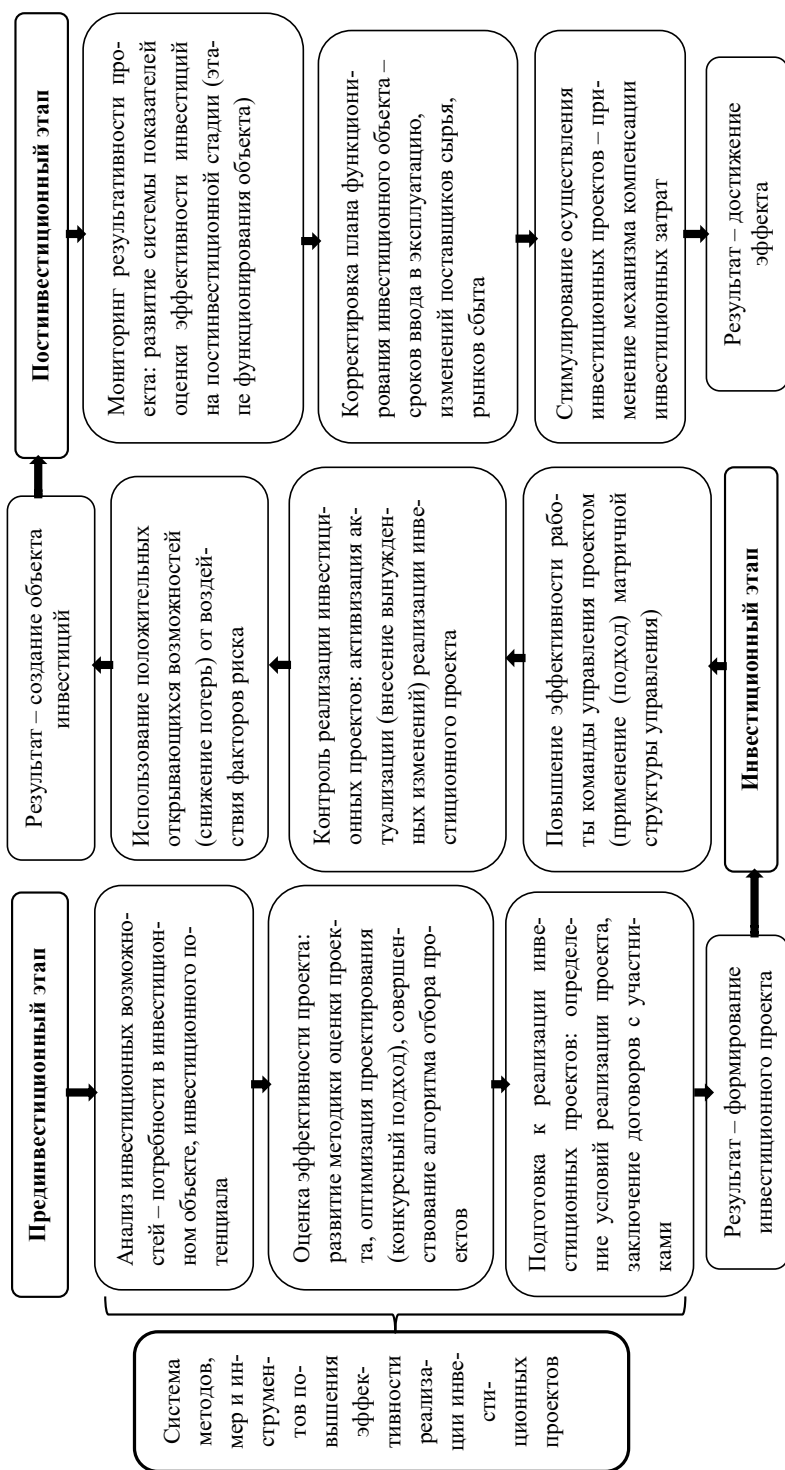 Система
методов,
мер и ин-
струмен-
тов по-
вышения
эффек-
тивности
реализа-
ции инве-
сти-
ционных
проектов
Прединвестиционный этап
Анализ инвестиционных возможно-
стей – потребности в инвестицион-
ном объекте, инвестиционного по-
тенциала
Оценка эффективности проекта:
развитие методики оценки проек-
та, оптимизация проектирования
(конкурсный подход), совершен-
ствование алгоритма отбора про-
ектов
Подготовка к реализации инве-
стиционных проектов: определе-
ние условий реализации проекта,
заключение договоров с участни-
ками
Результат – формирование
инвестиционного проекта
Инвестиционный этап
Повышение эффективности рабо-
ты команды управления проектом
(применение (подход) матричной
структуры управления)
Контроль реализации инвестици-
онных проектов: активизация ак-
туализации (внесение вынужден-
ных изменений) реализации инве-
стиционного проекта
Использование положительных
открывающихся возможностей
(снижение потерь) от воздей-
ствия факторов риска
Результат – создание объекта
инвестиций
Постинвестиционный этап
Мониторинг результативности про-
екта: развитие системы показателей
оценки эффективности инвестиций
на постинвестиционной стадии (эта-
пе функционирования объекта)
Корректировка плана функциони-
рования инвестиционного объекта –
сроков ввода в эксплуатацию,
изменений поставщиков сырья,
рынков сбыта
Стимулирование осуществления
инвестиционных проектов – при-
менение механизма компенсации
инвестиционных затрат
Результат – достижение
эффекта